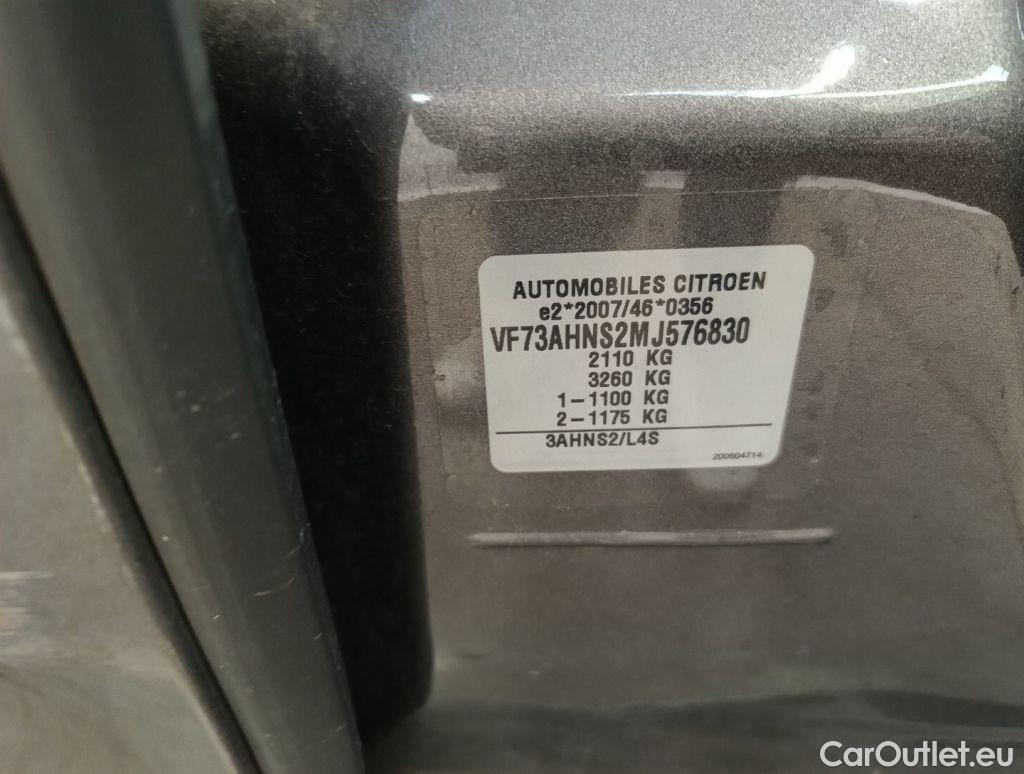 AUTOMOBILES CITROEN
e2*2007/46*0356
VF73AHNS2MJ576830
2110 KG
3260 KG
1-1100 KG
2-1175 KG
3AHNS2/L4S
200604714
CarOutlet.eu